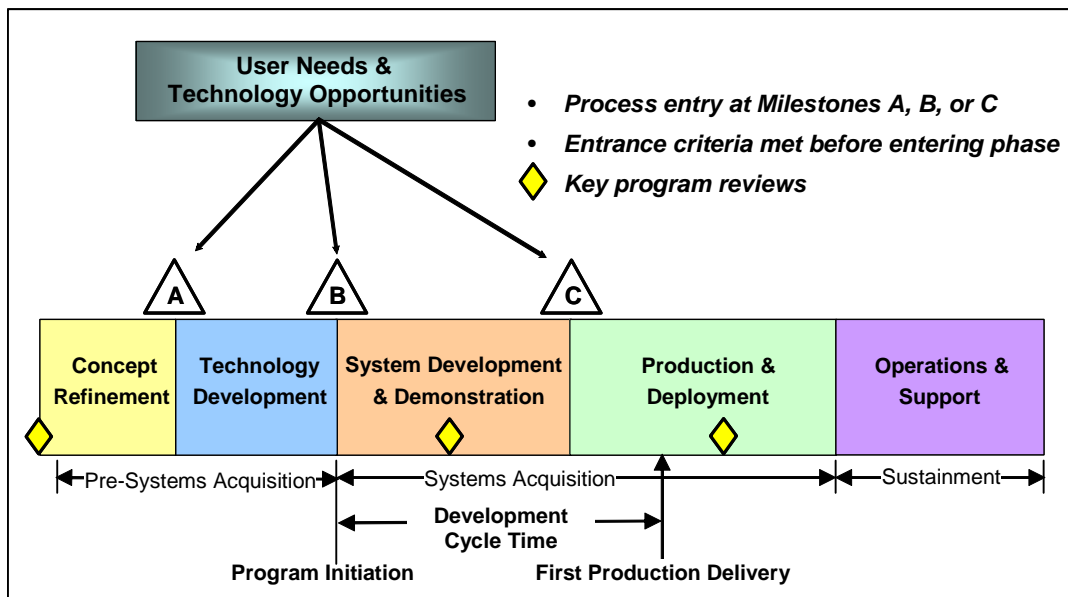 User Needs &
Technology Opportunities
• Process entry at Milestones A, B, or C
• Entrance criteria met before entering phase
Key program reviews
A
B
C
Concept
Refinement
Technology
Development
System Development
& Demonstration
Production &
Deployment
Operations &
Support
Pre-Systems Acquisition
Systems Acquisition
Sustainment
Development
Cycle Time
Program Initiation
First Production Delivery